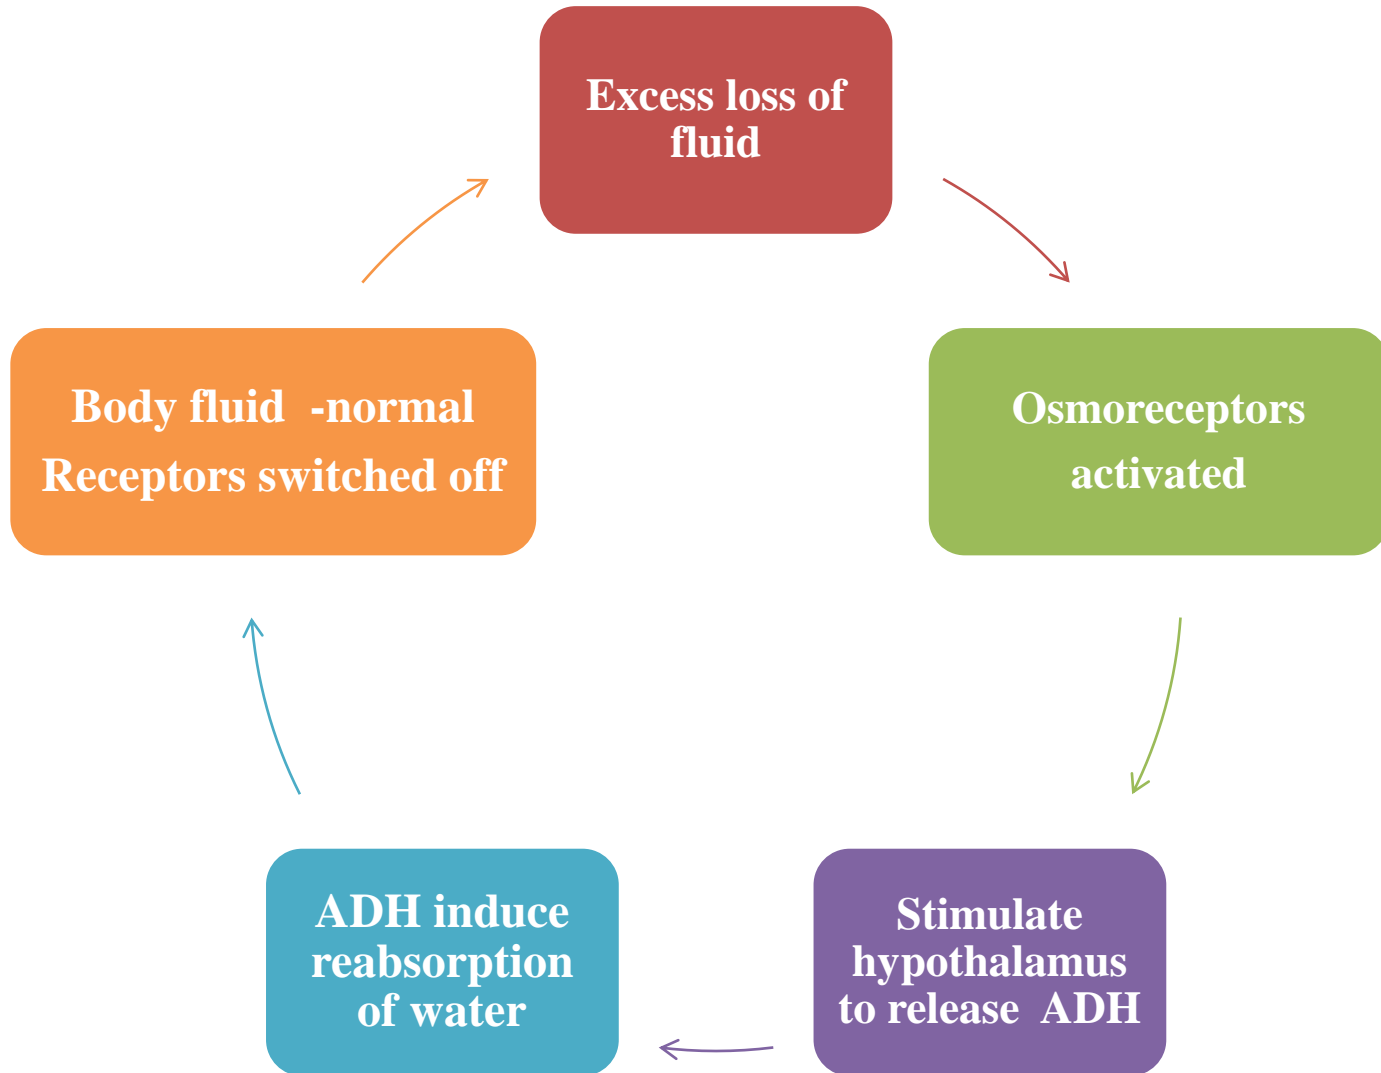 Excess loss of
fluid
Osmoreceptors
activated
Stimulate
hypothalamus
to release ADH
ADH induce
reabsorption
of water
Body fluid -normal
Receptors switched off